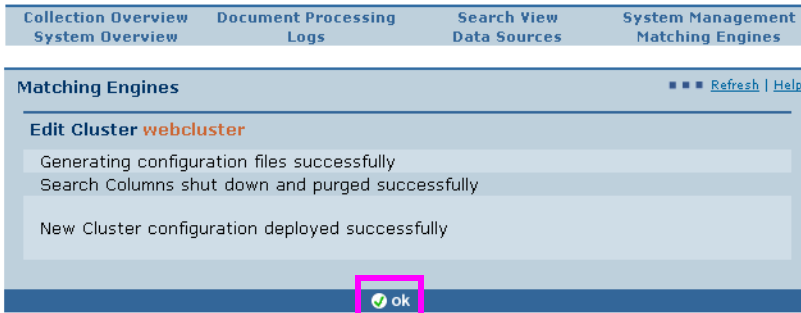 Collection Overview Document Processing Search View System Management
System Overview Logs Data Sources Matching Engines
Matching Engines Refresh | Help
Edit Cluster webcluster
Generating configuration files successfully
Search Columns shut down and purged successfully
New Cluster configuration deployed successfully
ok